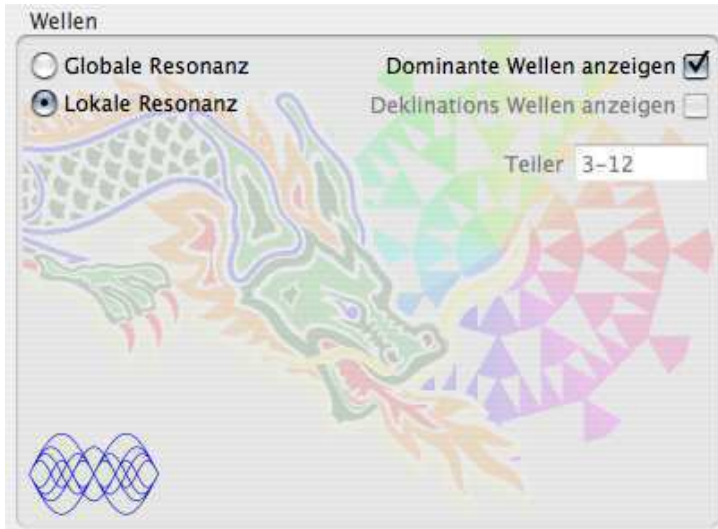 Wellen
Globale Resonanz
Dominante Wellen anzeigen
Lokale Resonanz
Deklinations Wellen anzeigen
Teiler 3-12